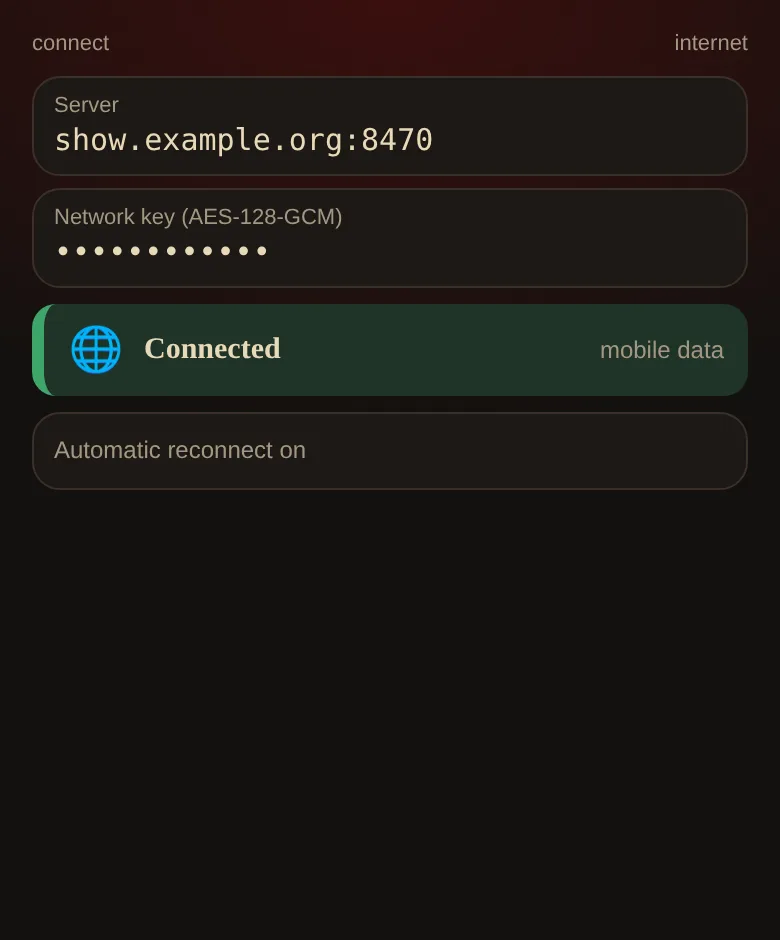 connect internet
Server
show.example.org:8470
Network key (AES-128-GCM)
••••••••••••
Connected mobile data
Automatic reconnect on